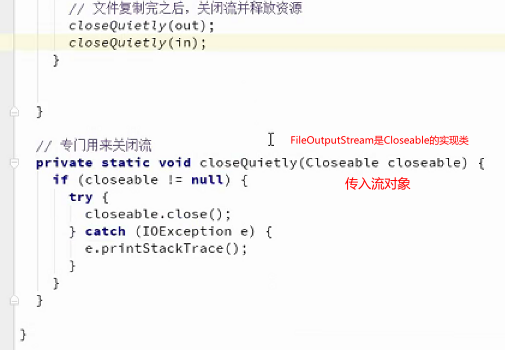 // 文件复制完之后，关闭流并释放资源
closeQuietly(out);
closeQuietly(in);
}
}
// 专门用来关闭流
FileOutputStream是Closeable的实现类
private static void closeQuietly(Closeable closeable) {
if (closeable != null) {
传入流对象
try {
closeable.close();
} catch (IOException e) {
e.printStackTrace();
}
}
}
}